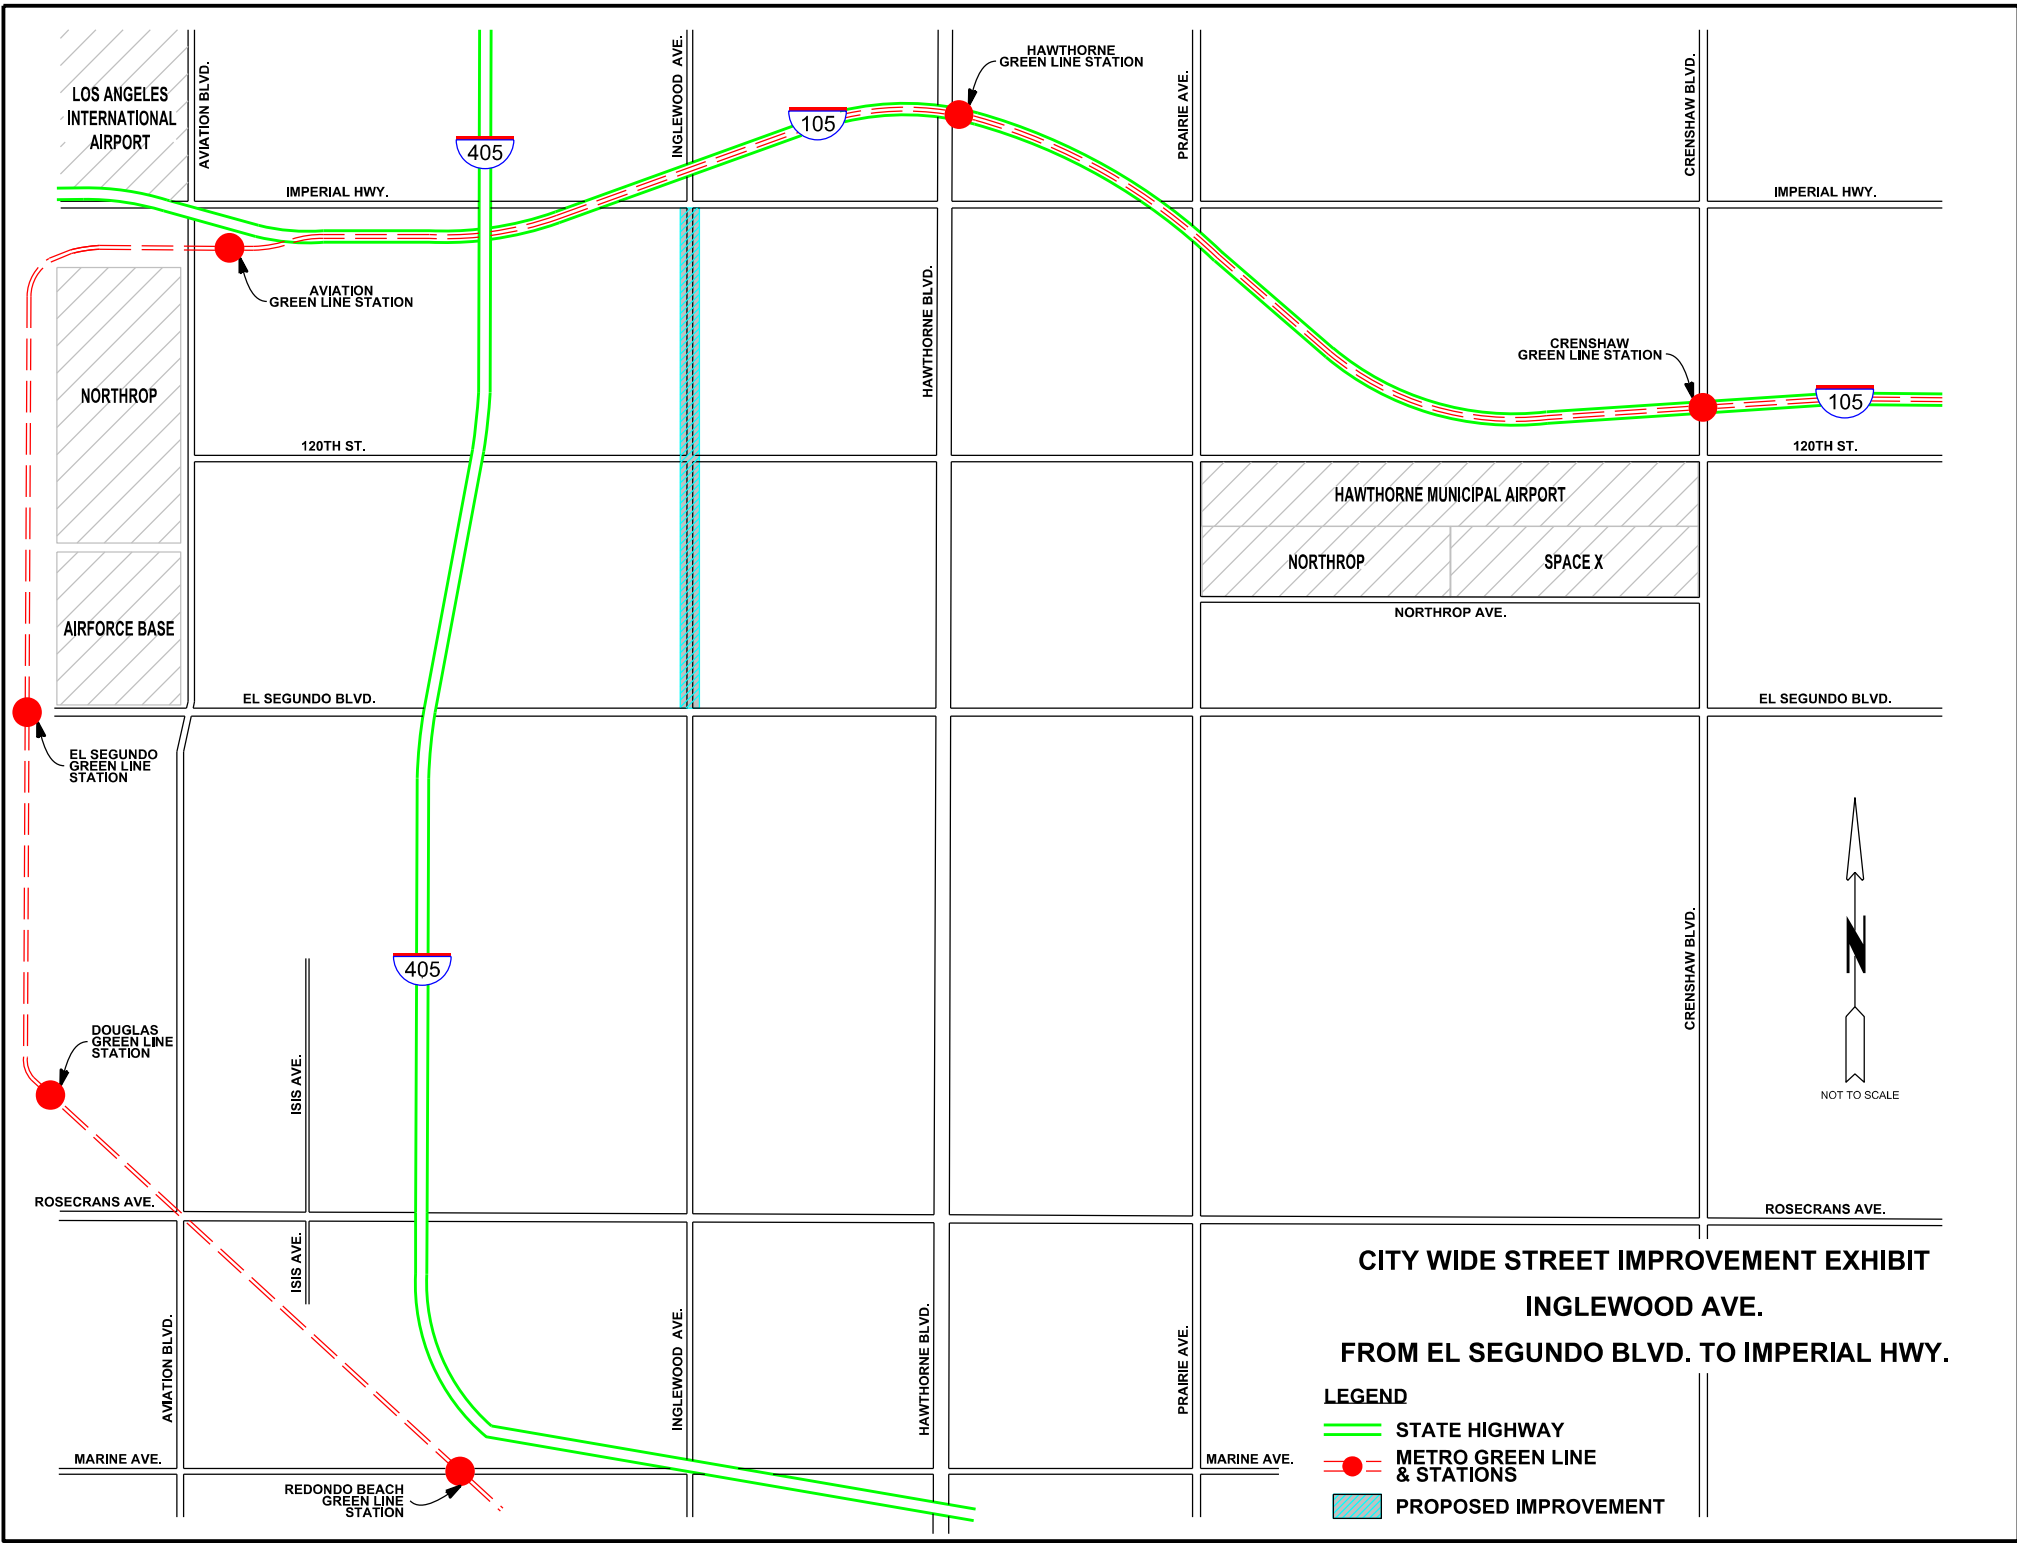 LOS ANGELES
INTERNATIONAL
AIRPORT
AVIATION BLVD.
405
INGLEWOOD AVE.
105
HAWTHORNE
GREEN LINE STATION
PRAIRIE AVE.
CRENSHAW BLVD.
IMPERIAL HWY.
IMPERIAL HWY.
AVIATION
GREEN LINE STATION
HAWTHORNE BLVD.
CRENSHAW
GREEN LINE STATION
105
NORTHROP
120TH ST.
120TH ST.
HAWTHORNE MUNICIPAL AIRPORT
NORTHROP
SPACE X
NORTHROP AVE.
AIRFORCE BASE
EL SEGUNDO BLVD.
EL SEGUNDO BLVD.
EL SEGUNDO
GREEN LINE
STATION
405
CRENSHAW BLVD.
N
NOT TO SCALE
DOUGLAS
GREEN LINE
STATION
ISIS AVE.
ROSECRANS AVE.
ROSECRANS AVE.
ISIS AVE.
AVIATION BLVD.
INGLEWOOD AVE.
HAWTHORNE BLVD.
PRAIRIE AVE.
MARINE AVE.
MARINE AVE.
REDONDO BEACH
GREEN LINE
STATION
CITY WIDE STREET IMPROVEMENT EXHIBIT
INGLEWOOD AVE.
FROM EL SEGUNDO BLVD. TO IMPERIAL HWY.
LEGEND
STATE HIGHWAY
METRO GREEN LINE
& STATIONS
PROPOSED IMPROVEMENT